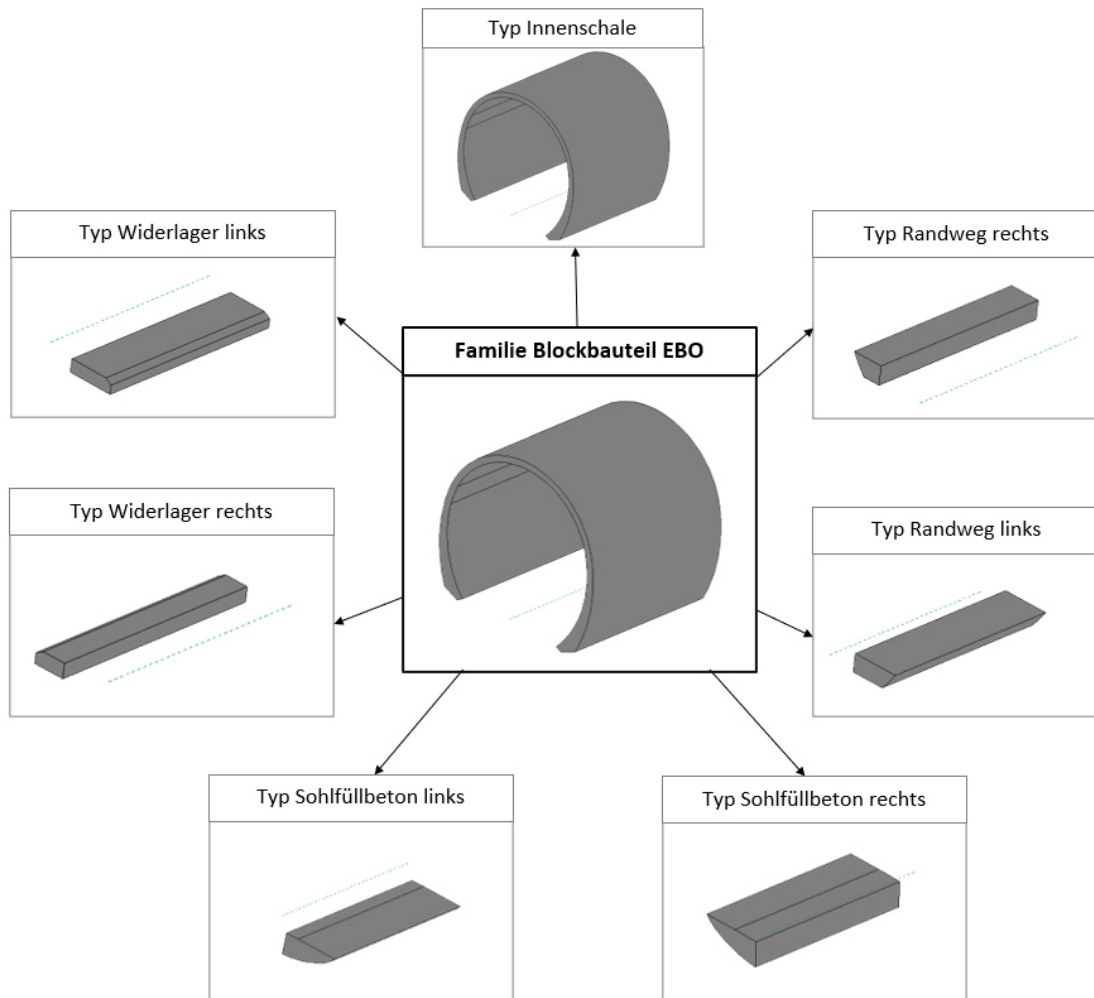 Typ Innenschale
Typ Widerlager links
Typ Randweg rechts
Familie Blockbauteil EBO
Typ Widerlager rechts
Typ Randweg links
Typ Sohlfüllbeton links
Typ Sohlfüllbeton rechts